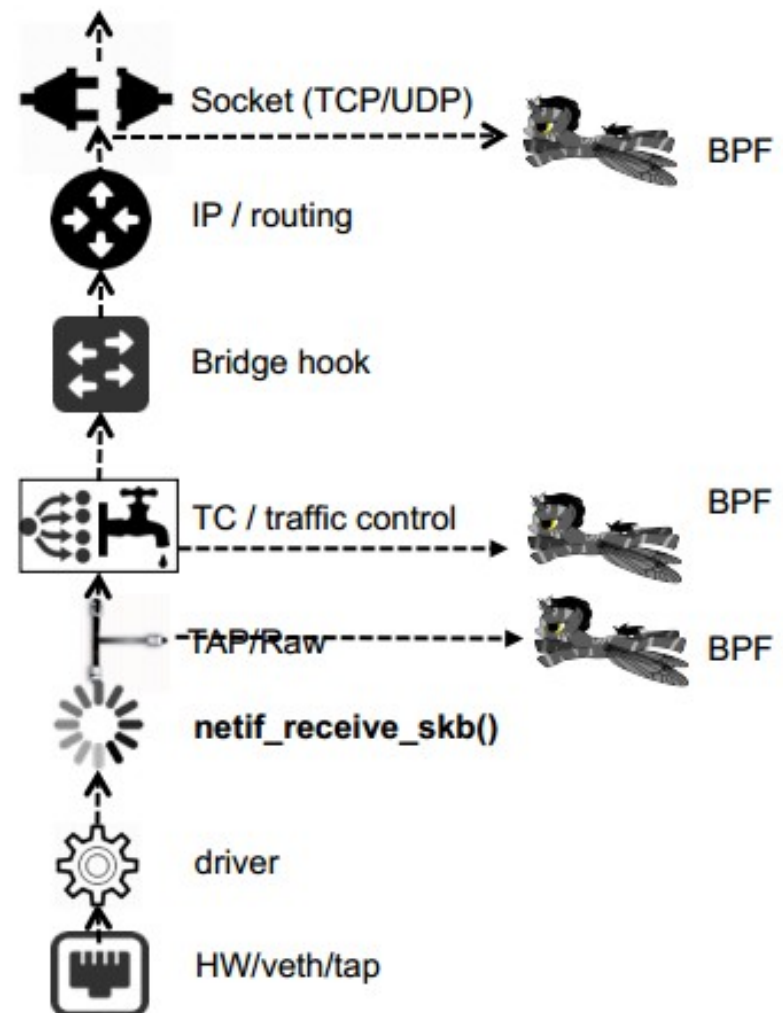 Socket (TCP/UDP)
BPF
IP / routing
Bridge hook
TC / traffic control
BPF
TAP/Raw
BPF
netif_receive_skb()
driver
HW/veth/tap